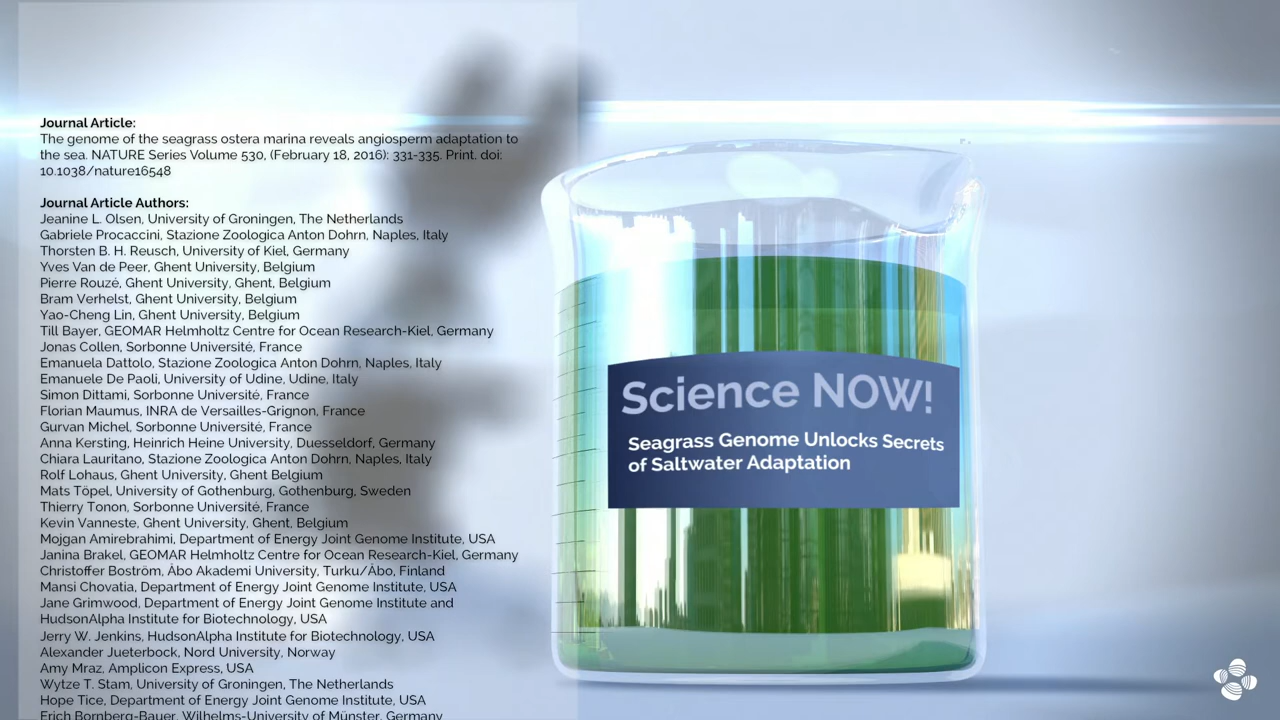 Journal Article:
The genome of the seagrass ostera marina reveals angiosperm adaptation to
the sea. NATURE Series Volume 530, (February 18, 2016): 331-335. Print. doi:
10.1038/nature16548
Journal Article Authors:
Jeanine L. Olsen, University of Groningen, The Netherlands
Gabriele Procaccini, Stazione Zoologica Anton Dohrn, Naples, Italy
Thorsten B. H. Reusch, University of Kiel, Germany
Yves Van de Peer, Ghent University, Belgium
Pierre Rouzé, Ghent University, Ghent, Belgium
Bram Verhelst, Ghent University, Belgium
Yao-Cheng Lin, Ghent University, Belgium
Till Bayer, GEOMAR Helmholtz Centre for Ocean Research-Kiel, Germany
Jonas Collen, Sorbonne Université, France
Emanuela Dattolo, Stazione Zoologica Anton Dohrn, Naples, Italy
Emanuele De Paoli, University of Udine, Udine, Italy
Simon Dittami, Sorbonne Université, France
Florian Maumus, INRA de Versailles-Grignon, France
Gurvan Michel, Sorbonne Université, France
Anna Kersting, Heinrich Heine University, Duesseldorf, Germany
Chiara Lauritano, Stazione Zoologica Anton Dohrn, Naples, Italy
Rolf Lohaus, Ghent University, Ghent Belgium
Mats Töpel, University of Gothenburg, Gothenburg, Sweden
Thierry Tonon, Sorbonne Université, France
Kevin Vanneste, Ghent University, Ghent, Belgium
Mojgan Amirebrahimi, Department of Energy Joint Genome Institute, USA
Janina Brakel, GEOMAR Helmholtz Centre for Ocean Research-Kiel, Germany
Christoffer Boström, Åbo Akademi University, Turku/Åbo, Finland
Mansi Chovatia, Department of Energy Joint Genome Institute, USA
Jane Grimwood, Department of Energy Joint Genome Institute and
HudsonAlpha Institute for Biotechnology, USA
Jerry W. Jenkins, HudsonAlpha Institute for Biotechnology, USA
Alexander Jueterbock, Nord University, Norway
Amy Mraz, Amplicon Express, USA
Wytze T. Stam, University of Groningen, The Netherlands
Hope Tice, Department of Energy Joint Genome Institute, USA
Erich Bornberg-Bauer, Wilhelms-University of Münster, Germany
Science NOW!
Seagrass Genome Unlocks Secrets
of Saltwater Adaptation